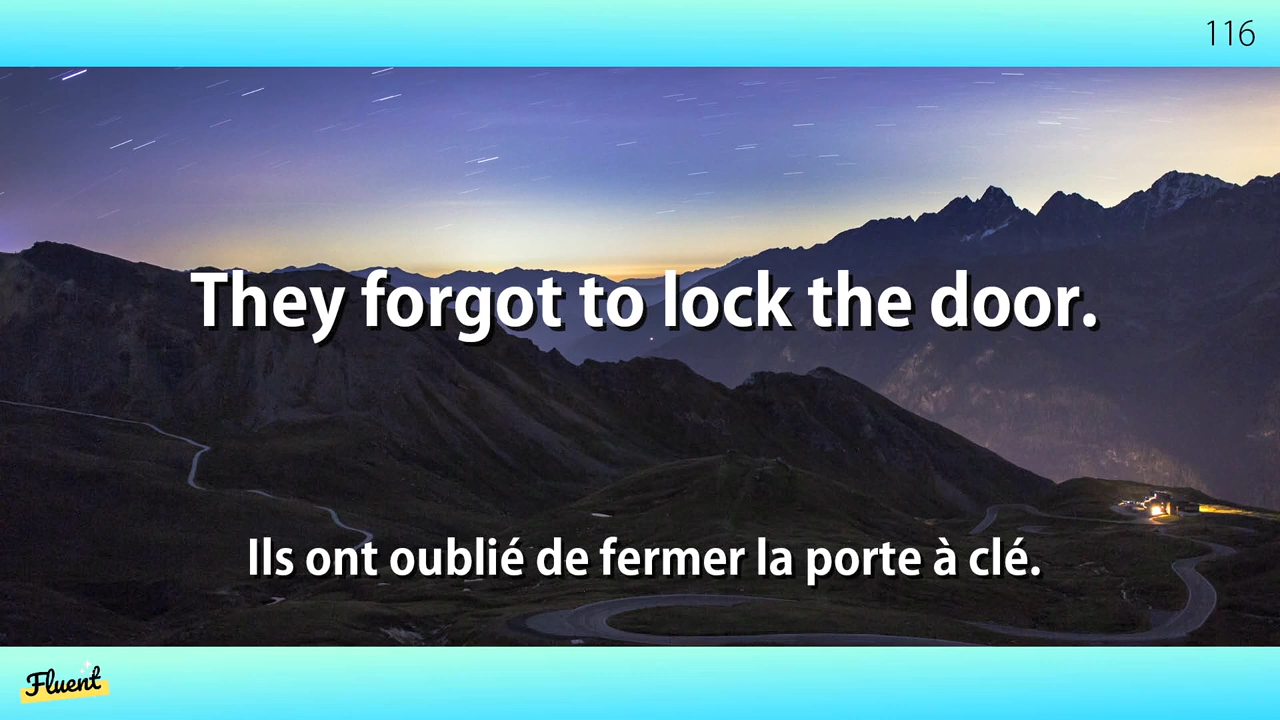 116
They forgot to lock the door.
Ils ont oublié de fermer la porte à clé.
Fluent